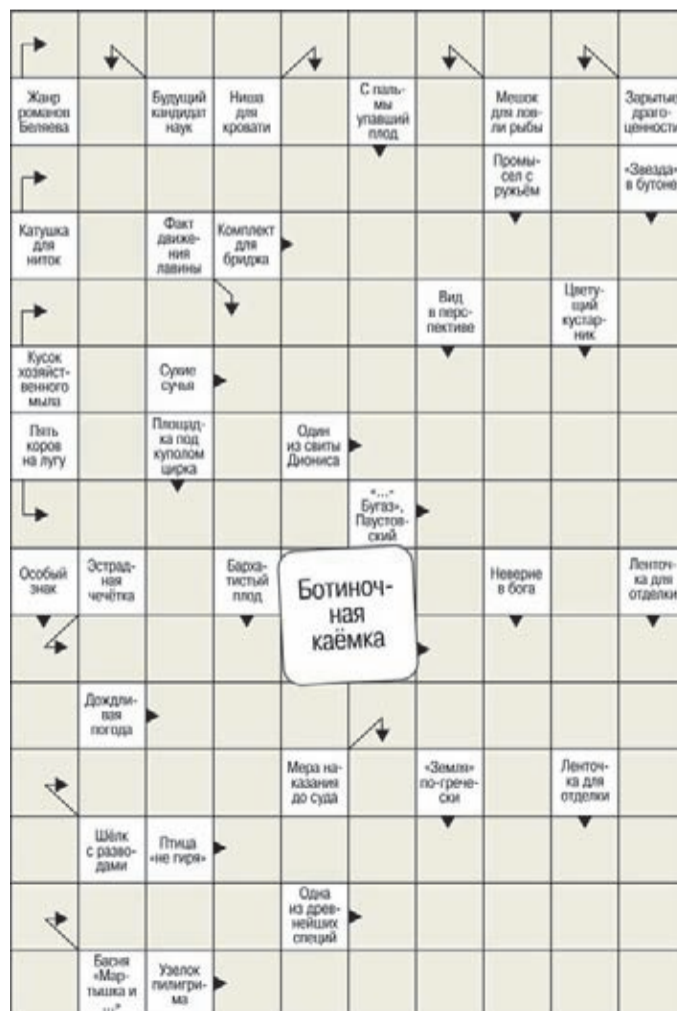 Жанр
романов
Беляева
Будущий
кандидат
наук
Ниша
для
кровати
С паль-
мы
упавший
плод
Мешок
для лов-
ли рыбы
Зарытые
драго-
ценности
Промы-
сел с
ружьём
«Звезда»
в бутоне
Катушка
для
ниток
Факт
движе-
ния
лавины
Комплект
для
бриджа
Вид
в перс-
пективе
Цвету-
щий
кустар-
ник
Кусок
хозяйст-
венного
мыла
Сухие
сучья
Пять
коров
на лугу
Площад-
ка под
куполом
цирка
Один
из свиты
Диониса
«...-
Бугаз»,
Паустов-
ский
Особый
знак
Эстрад-
ная
чечётка
Барха-
тистый
плод
Ботиноч-
ная
каёмка
Неверие
в бога
Ленточ-
ка для
отделки
Дождли-
вая
погода
Мера на-
казания
до суда
«Земля»
по-грече-
ски
Ленточ-
ка для
отделки
Шёлк
с разво-
дами
Птица
«не гиря»
Одна
из древ-
нейших
специй
Басня
«Мар-
тышка и
...»
Узелок
пилигри-
ма